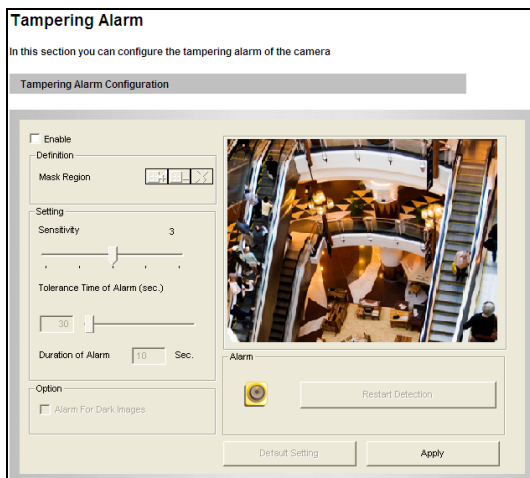 Tampering Alarm
In this section you can configure the tampering alarm of the camera
Tampering Alarm Configuration
Enable
Definition
Mask Region
Setting
Sensitivity 3
Tolerance Time of Alarm (sec.)
30
Duration of Alarm 10 Sec.
Option
Alarm For Dark Images
Alarm
Restart Detection
Default Setting Apply